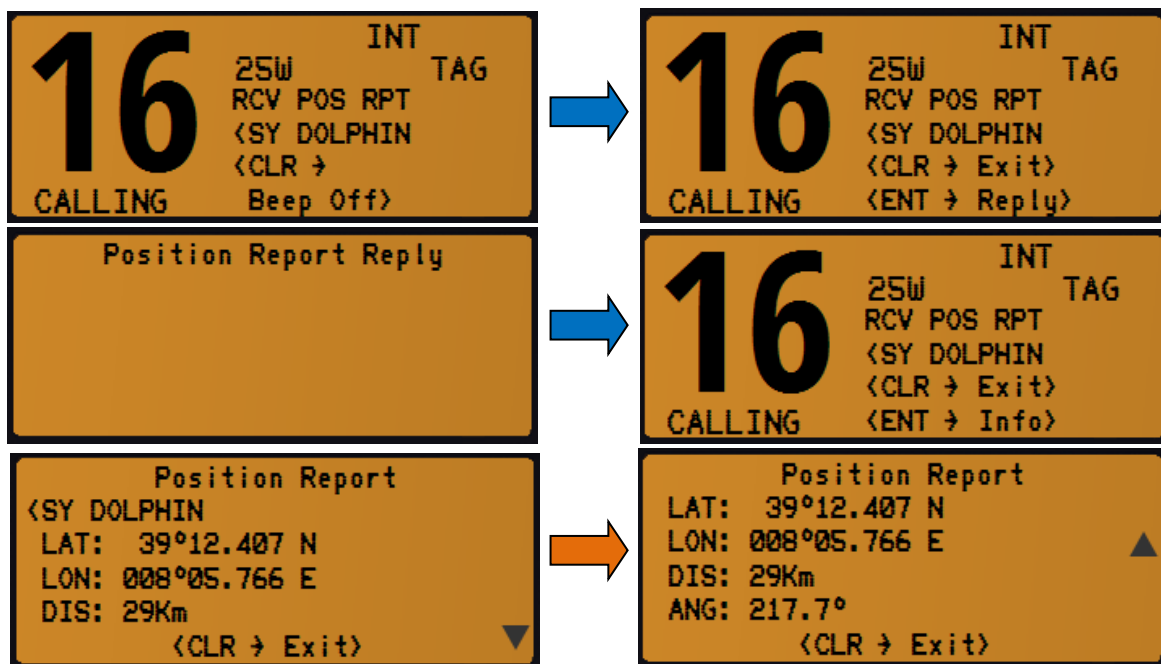 INT
16
25W TAG
RCV POS RPT
<SY DOLPHIN
<CLR →
CALLING Beep Off>
INT
16
25W TAG
RCV POS RPT
<SY DOLPHIN
<CLR → Exit>
CALLING <ENT → Reply>
Position Report Reply
INT
16
25W TAG
RCV POS RPT
<SY DOLPHIN
<CLR → Exit>
CALLING <ENT → Info>
Position Report
<SY DOLPHIN
LAT: 39°12.407 N
LON: 008°05.766 E
DIS: 29Km
<CLR → Exit>
Position Report
LAT: 39°12.407 N
LON: 008°05.766 E
DIS: 29Km
ANG: 217.7°
<CLR → Exit>